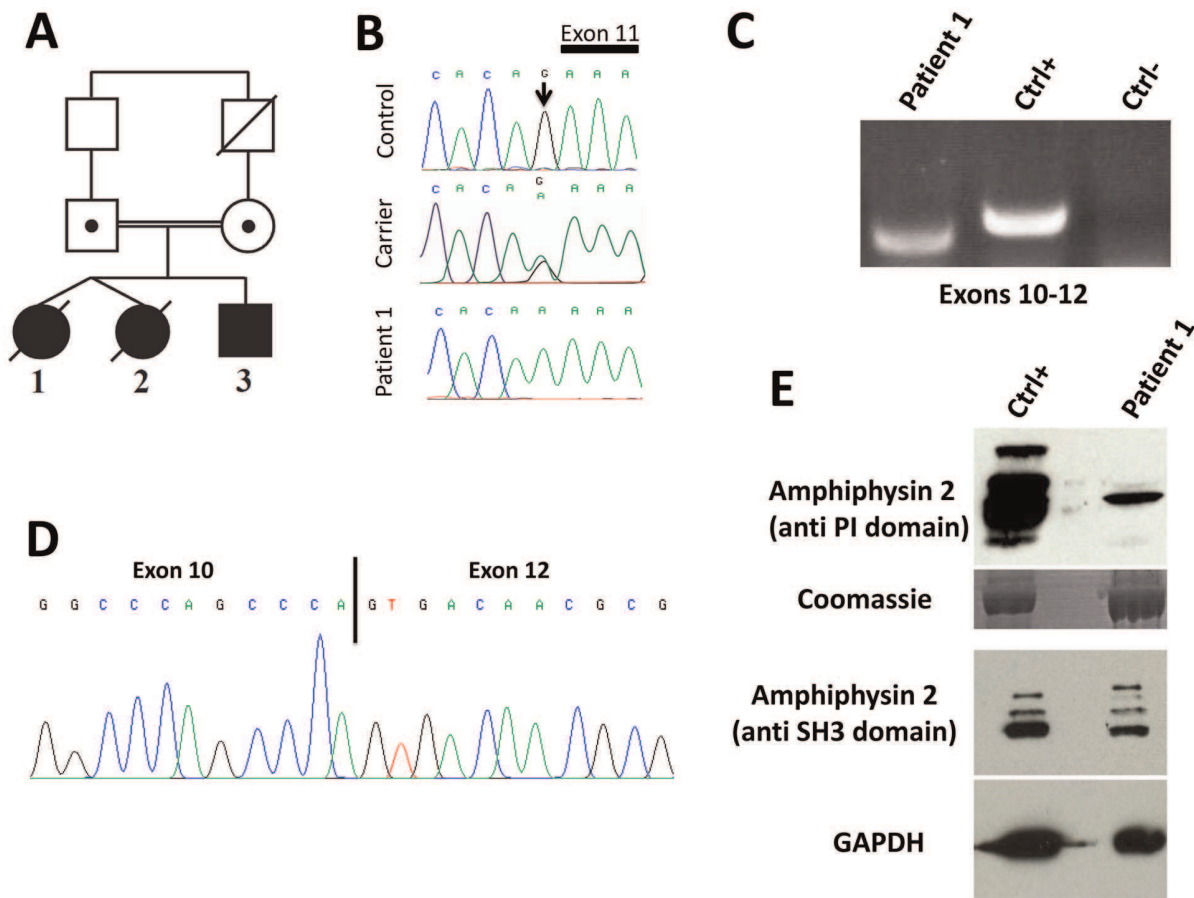 A
1 2 3
B
Exon 11
Control
C A C A G A A A
Carrier
C A C A G A A A
A
Patient 1
C A C A A A A A
C
Patient 1 Ctrl+ Ctrl-
Exons 10-12
D
Exon 10 Exon 12
G G C C C A G C C C A G T G A C A A C G C G
E
Ctrl+ Patient 1
Amphiphysin 2
(anti PI domain)
Coomassie
Amphiphysin 2
(anti SH3 domain)
GAPDH